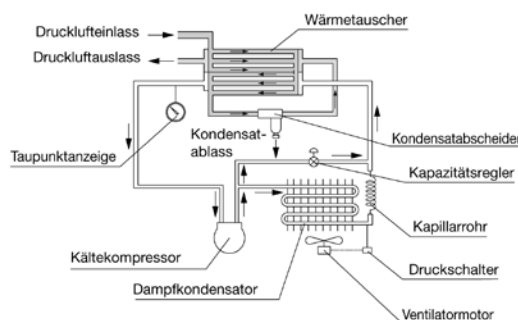 Drucklufteinlass
Wärmetauscher
Druckluftauslass
Kondensat-
ablass
Kondensatabscheider
Taupunktanzeige
Kapazitätsregler
Kapillarrohr
Kältekompressor
Druckschalter
Dampfkondensator
Ventilatormotor